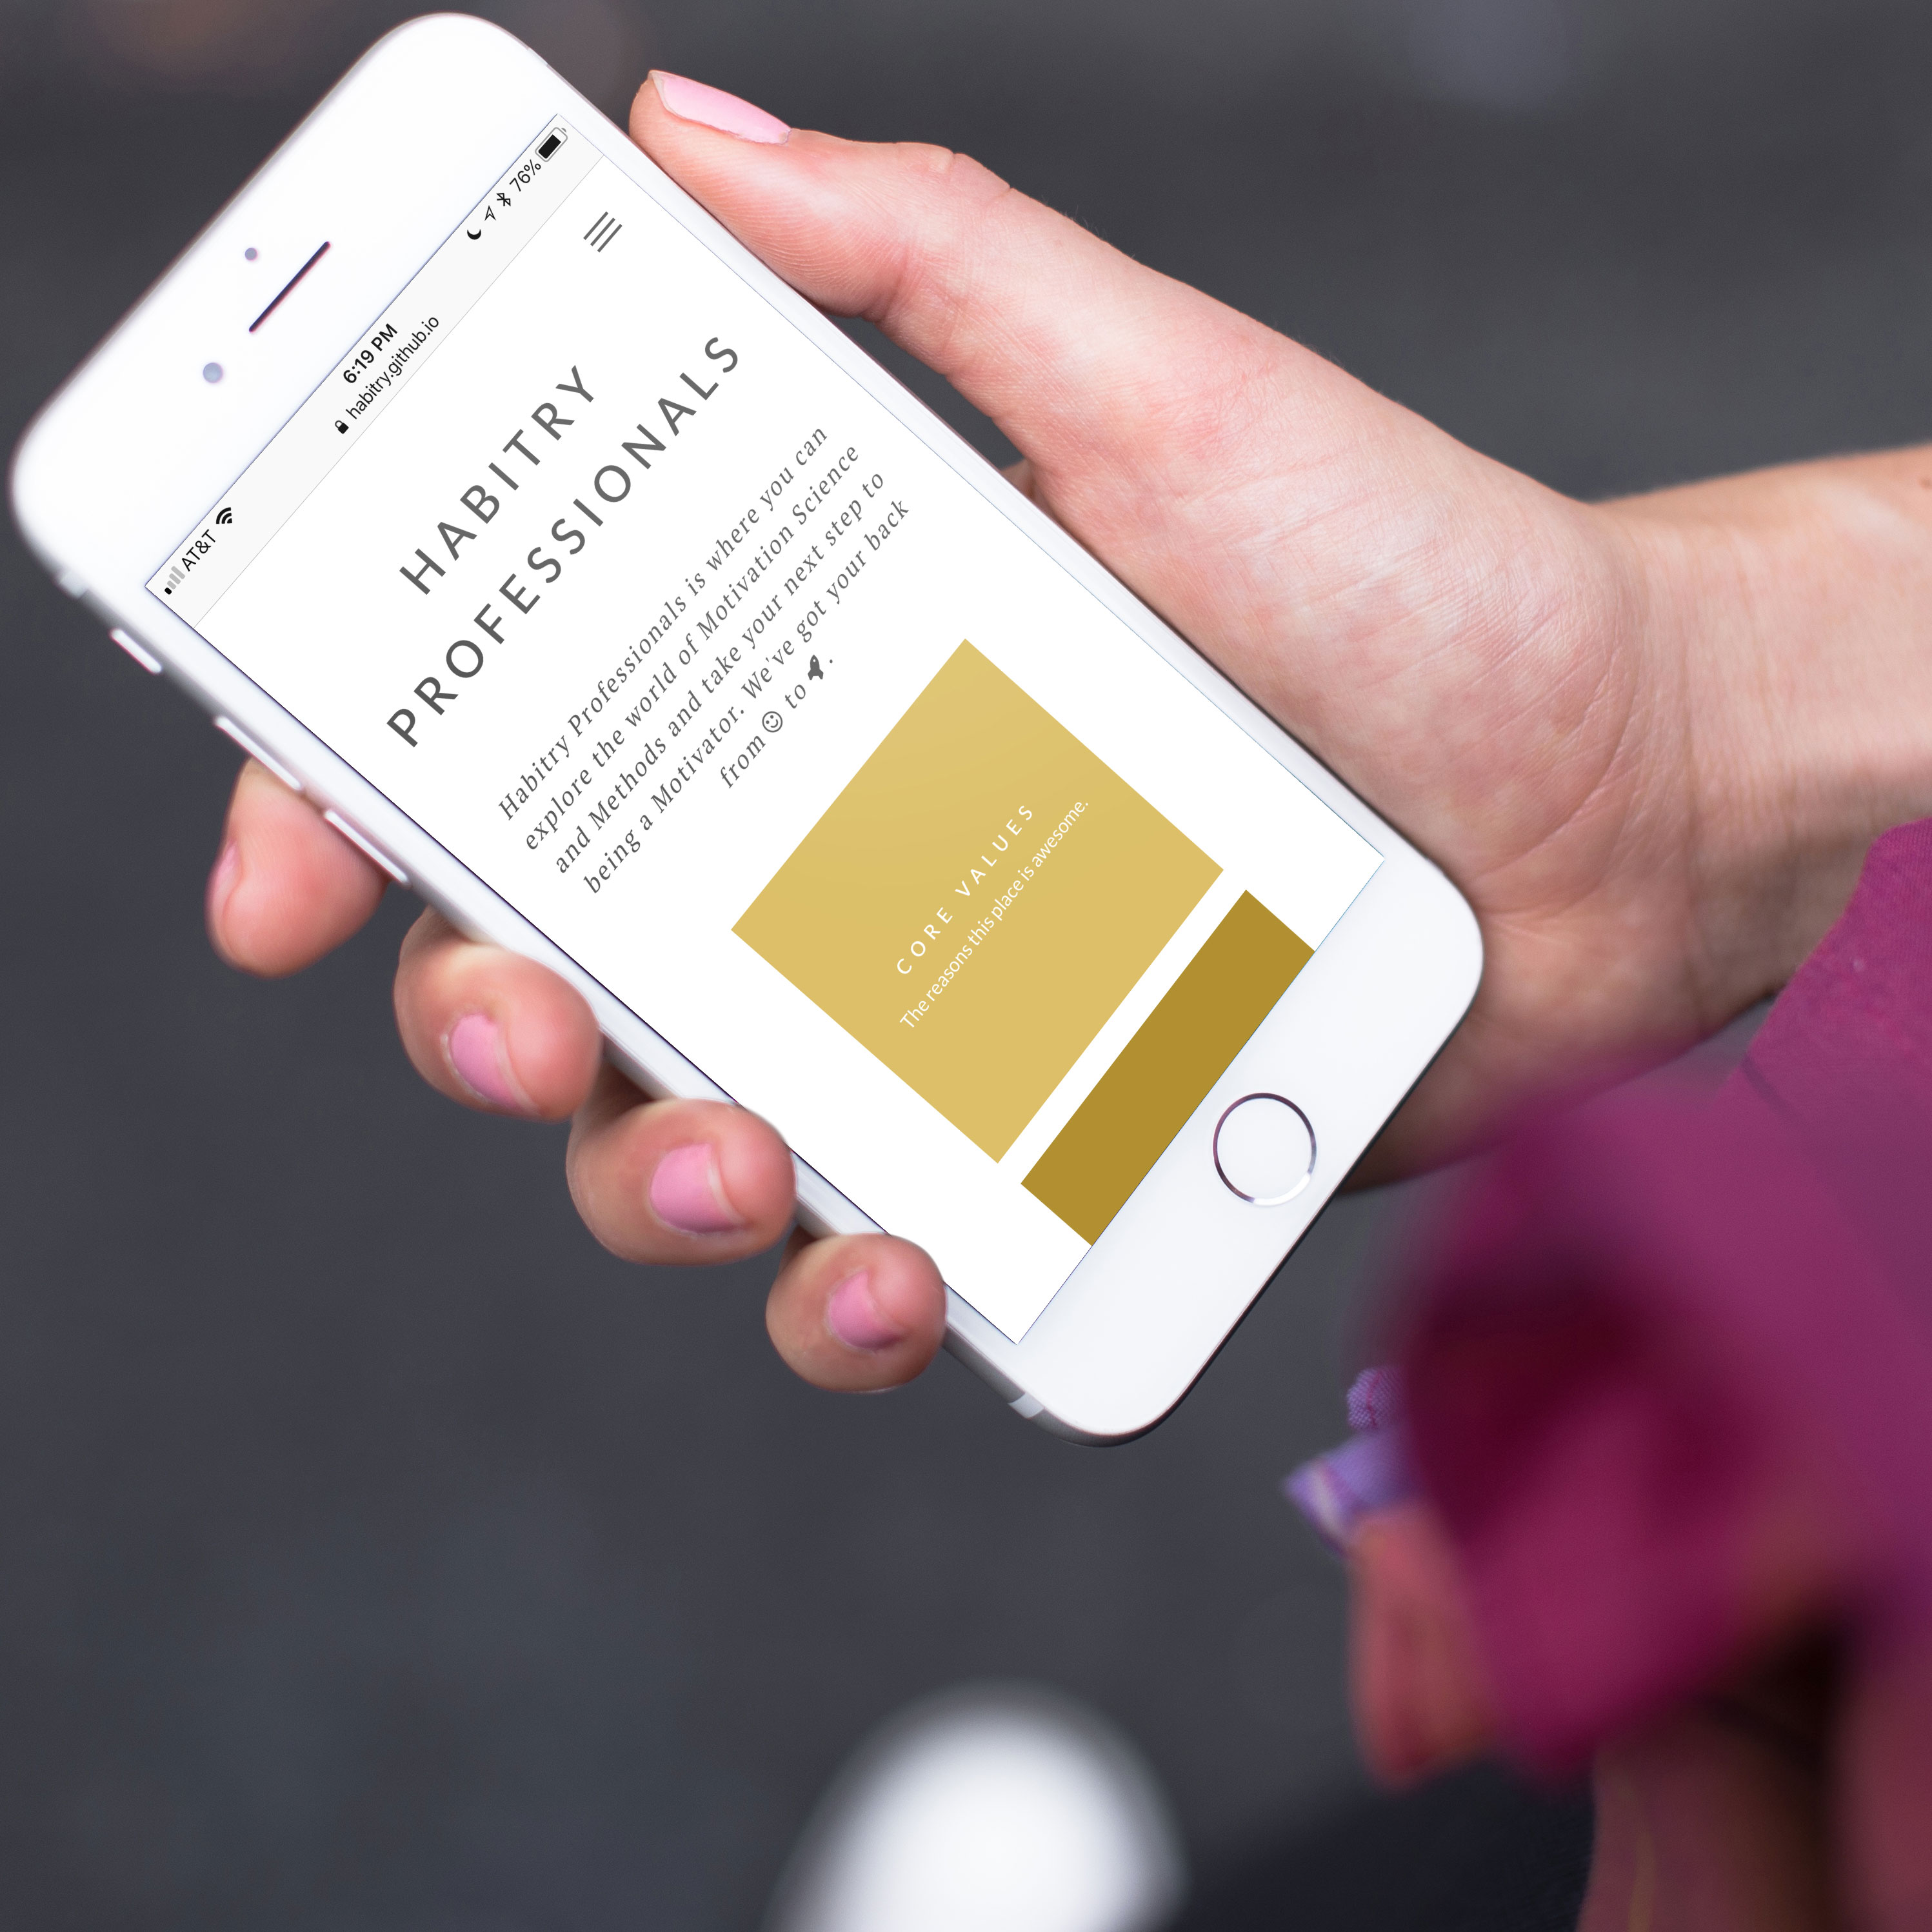 AT&T 6:19 PM 76%
habitry.github.io
HABITRY
PROFESSIONALS
Habitry Professionals is where you can
explore the world of Motivation Science
and Methods and take your next step to
being a Motivator. We've got your back
from ☺ to 🚀.
CORE VALUES
The reasons this place is awesome.